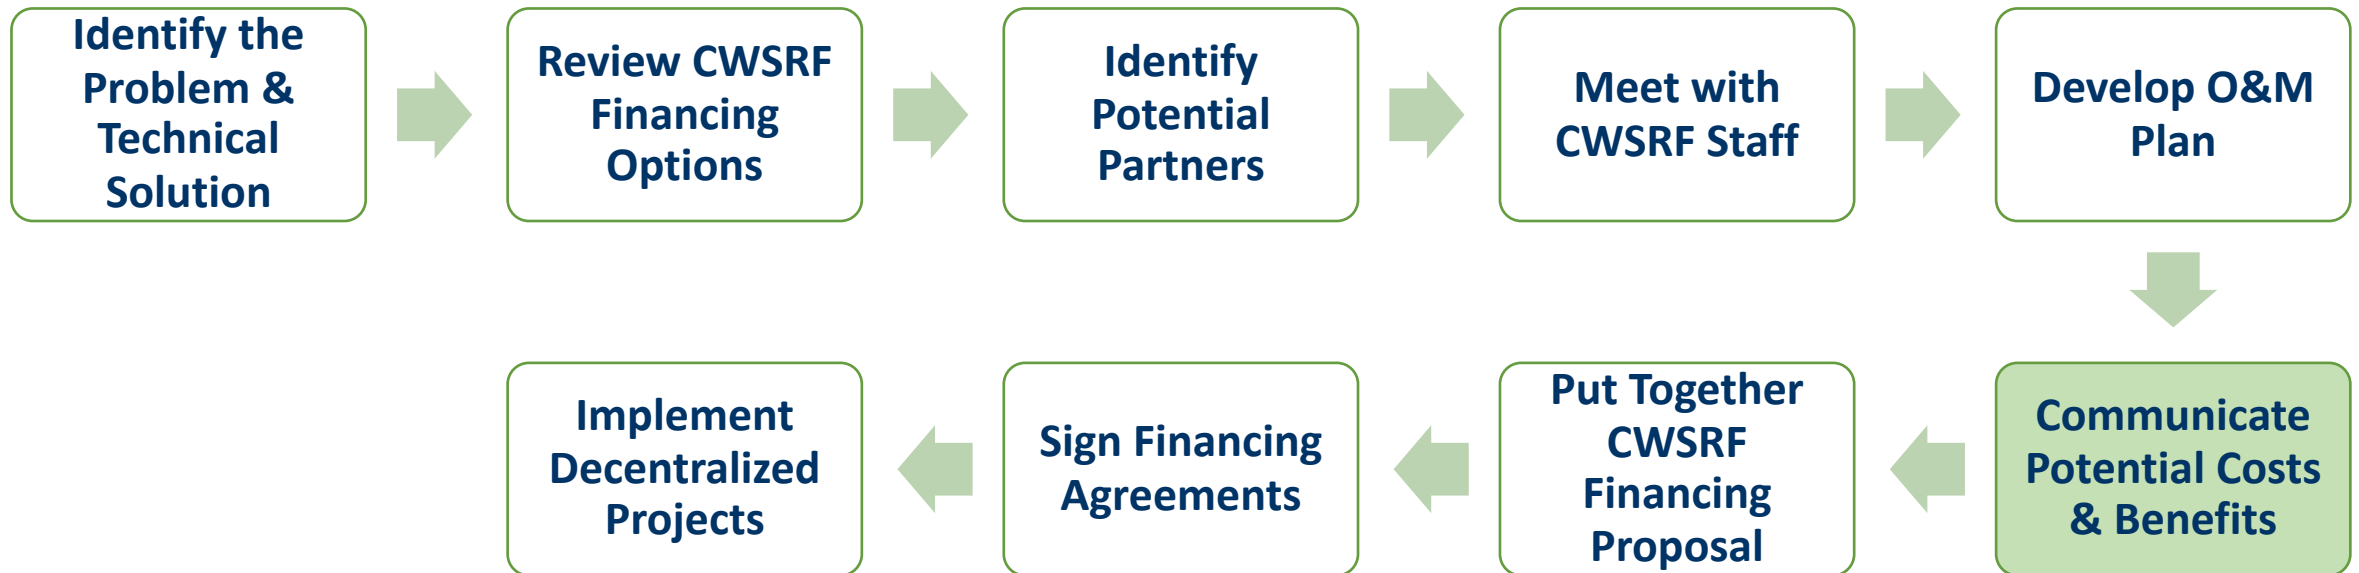 Identify the
Problem &
Technical
Solution
Review CWSRF
Financing
Options
Identify
Potential
Partners
Meet with
CWSRF Staff
Develop O&M
Plan
Communicate
Potential Costs
& Benefits
Put Together
CWSRF
Financing
Proposal
Sign Financing
Agreements
Implement
Decentralized
Projects